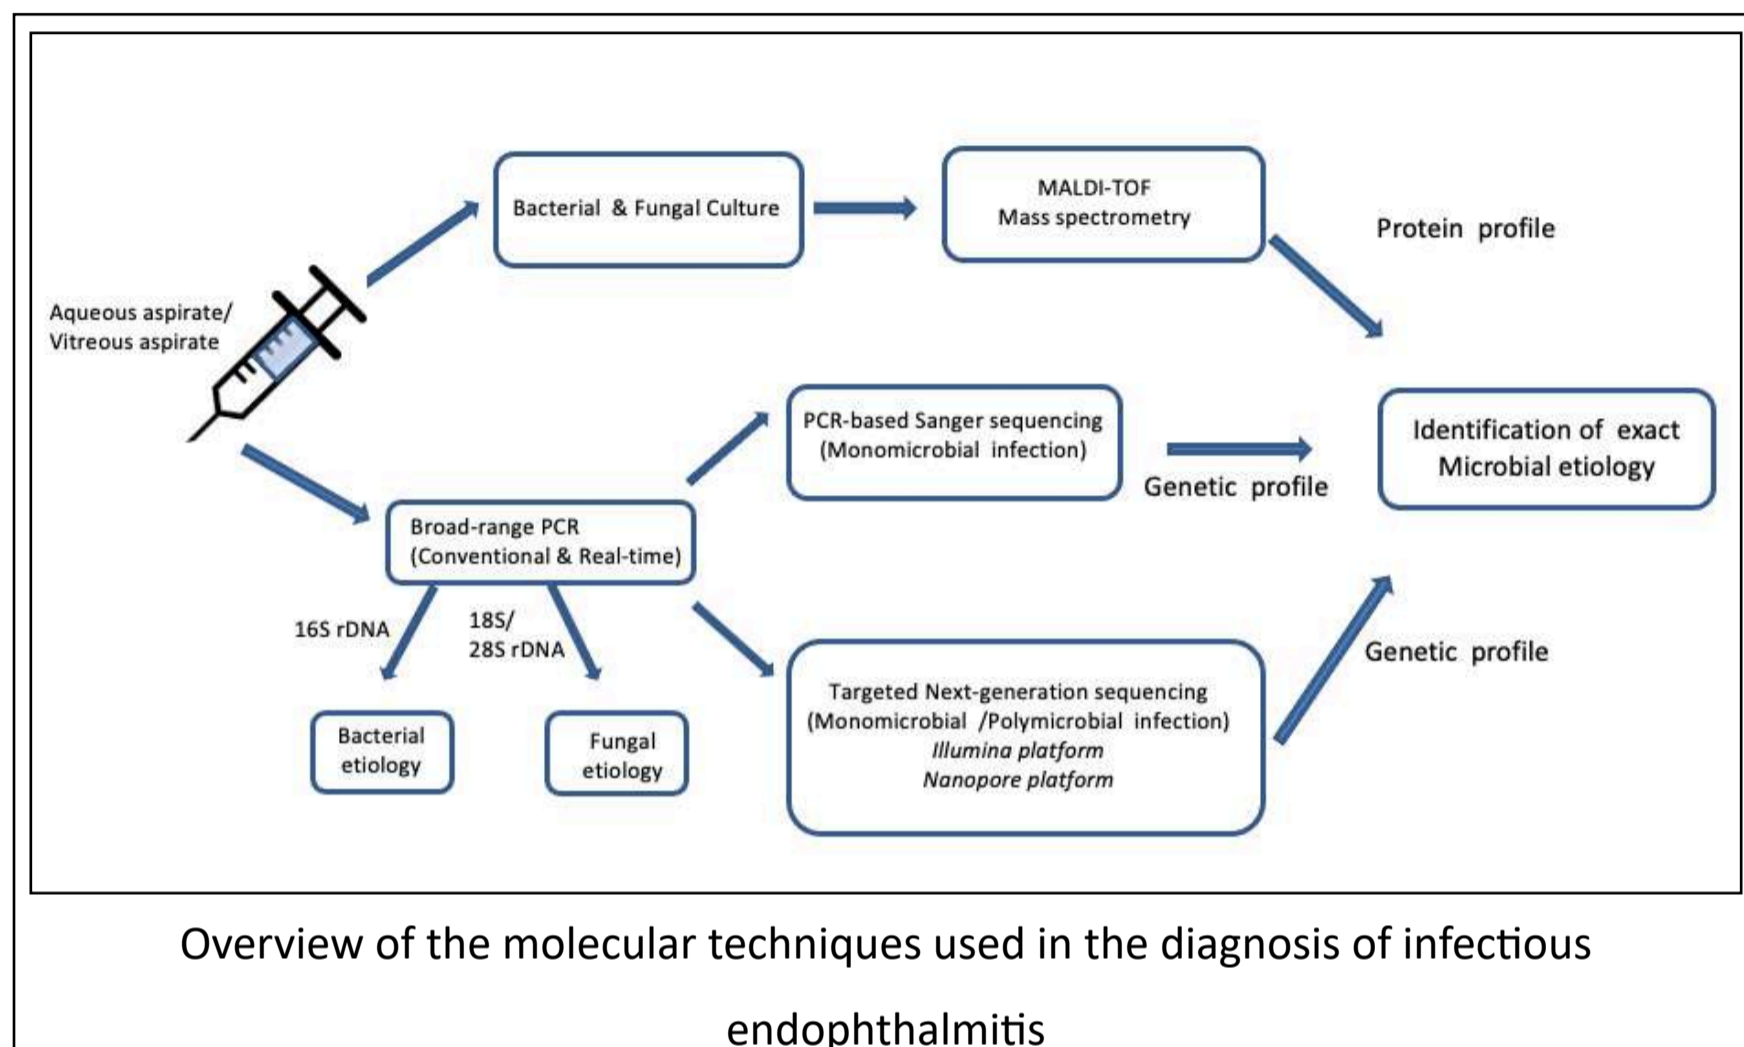 Bacterial & Fungal Culture
MALDI-TOF
Mass spectrometry
Protein profile
Aqueous aspirate/
Vitreous aspirate
PCR-based Sanger sequencing
(Monomicrobial infection)
Genetic profile
Identification of exact
Microbial etiology
Broad-range PCR
(Conventional & Real-time)
16S rDNA
18S/
28S rDNA
Bacterial
etiology
Fungal
etiology
Targeted Next-generation sequencing
(Monomicrobial /Polymicrobial infection)
Illumina platform
Nanopore platform
Genetic profile
Overview of the molecular techniques used in the diagnosis of infectious
endophthalmitis